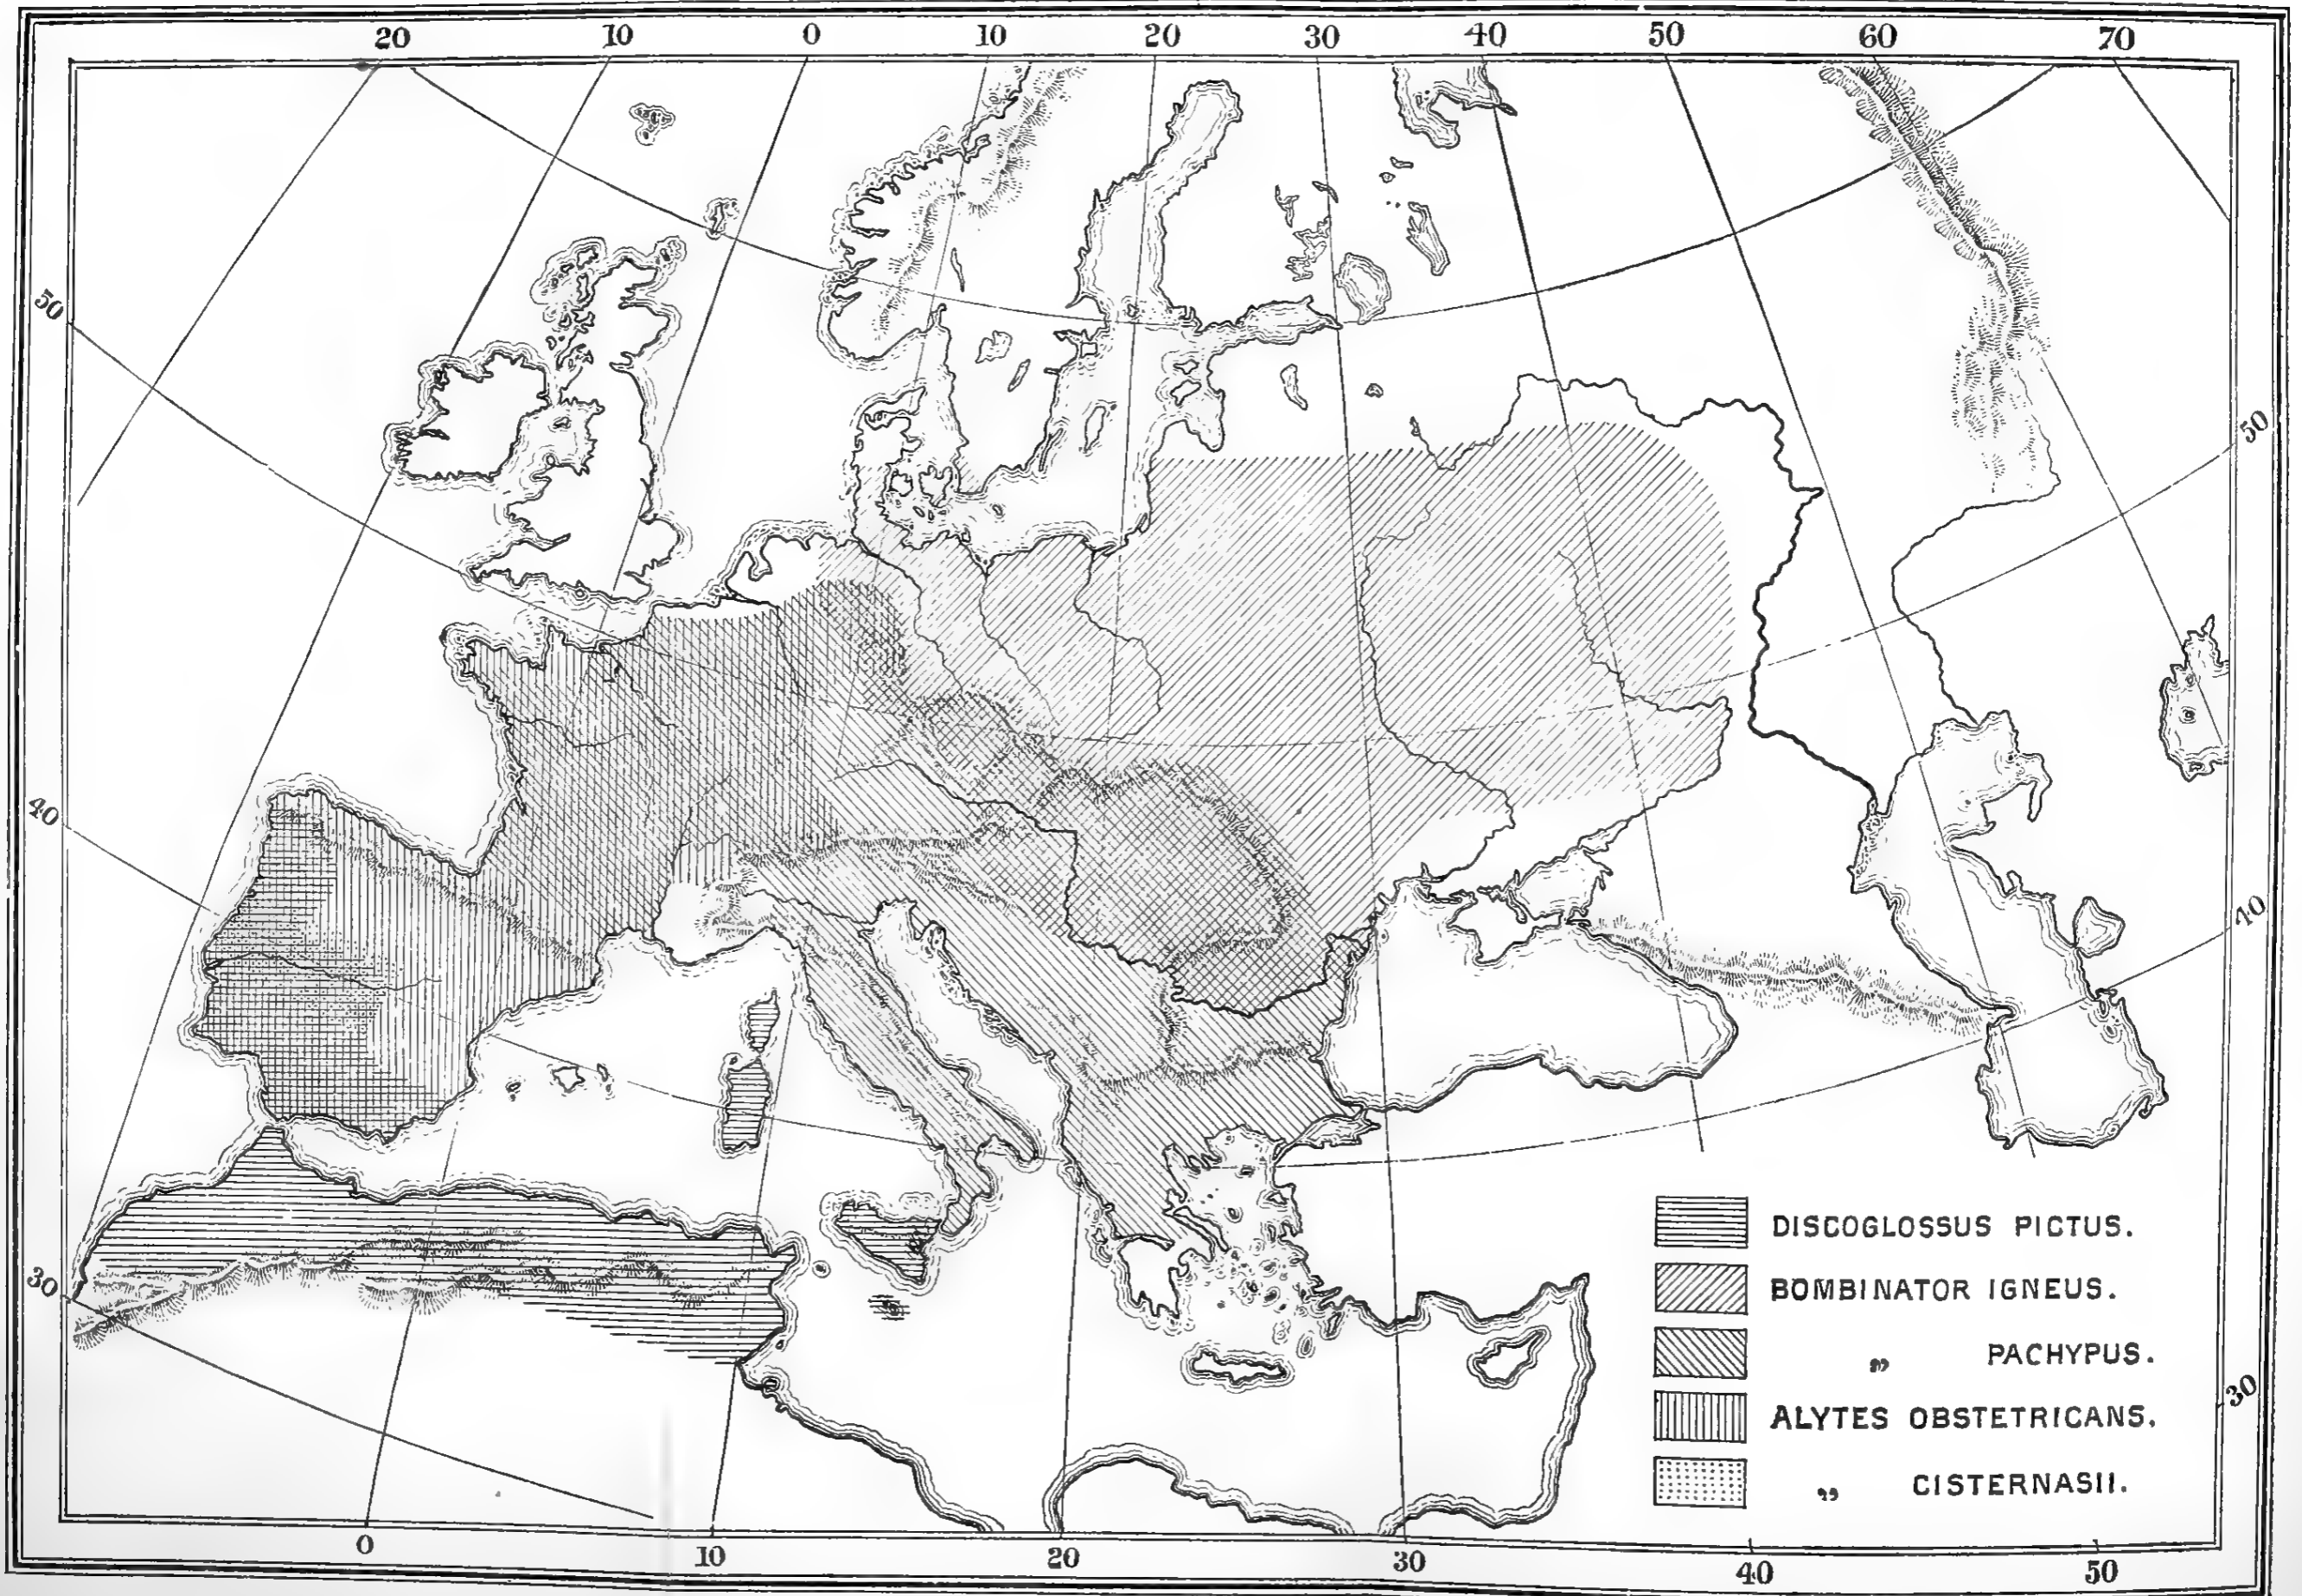 20 10 0 10 20 30 40 50 60 70
50
50
40
40
30
30
DISCOGLOSSUS PICTUS.
BOMBINATOR IGNEUS.
„ PACHYPUS.
ALYTES OBSTETRICANS.
„ CISTERNASII.
0 10 20 30 40 50